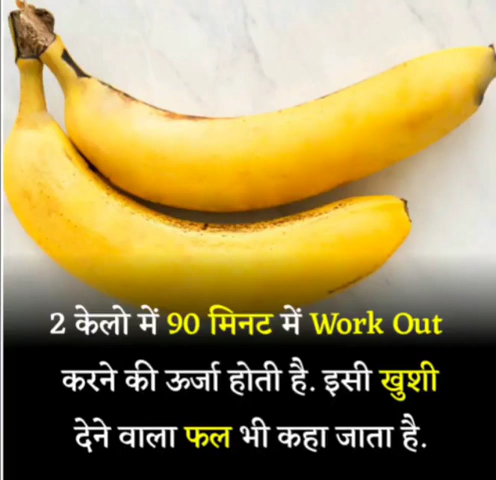 2 केलो में 90 मिनट में Work Out
करने की ऊर्जा होती है. इसी खुशी
देने वाला फल भी कहा जाता है.